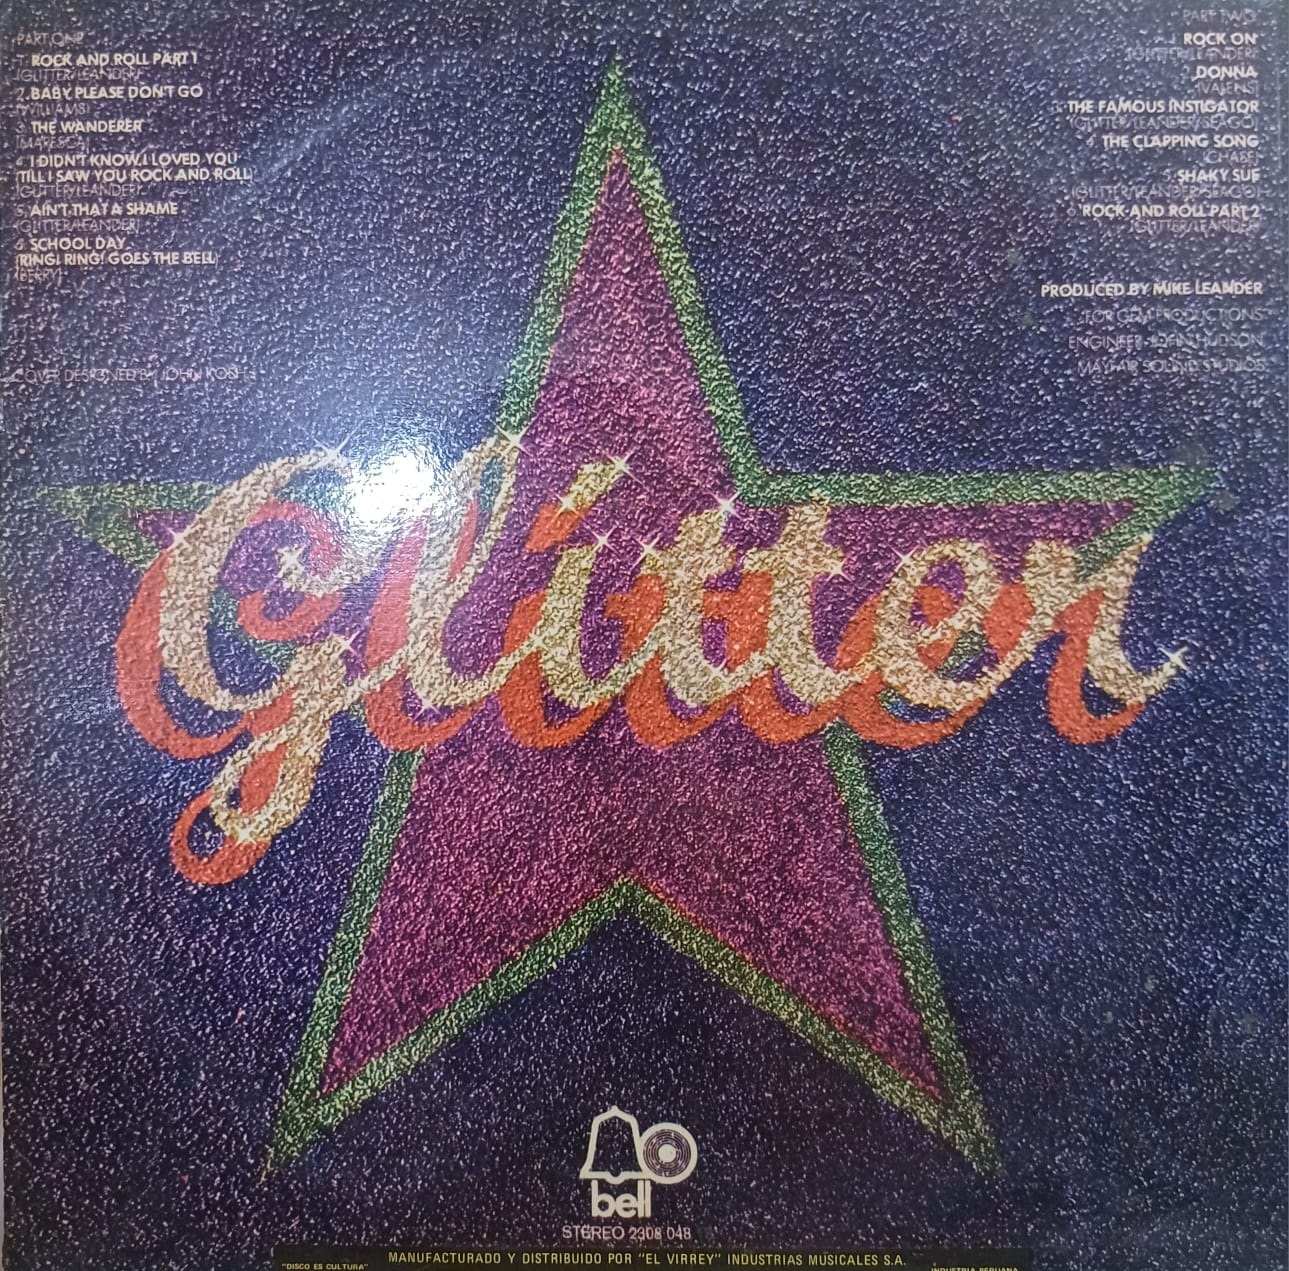 PART ONE
1. ROCK AND ROLL PART 1
(GLITTER/LEANDER)
2. BABY PLEASE DON'T GO
(WILLIAMS)
3. THE WANDERER
(MARESCA)
4. I DIDN'T KNOW I LOVED YOU
(TILL I SAW YOU ROCK AND ROLL)
(GLITTER/LEANDER)
5. AIN'T THAT A SHAME
(GLITTER/LEANDER)
6. SCHOOL DAY
(RING! RING! GOES THE BELL)
(BERRY)
COVER DESIGNED BY JOHN KOSH
PART TWO
1. ROCK ON
(GLITTER/LEANDER)
2. DONNA
(VALENS)
3. THE FAMOUS INSTIGATOR
(GLITTER/LEANDER/SEAGO)
4. THE CLAPPING SONG
(CHASE)
5. SHAKY SUE
(GLITTER/LEANDER/SEAGO)
6. ROCK AND ROLL PART 2
(GLITTER/LEANDER)
PRODUCED BY MIKE LEANDER
FOR GEM PRODUCTIONS
ENGINEER JOHN HUDSON
MAYFAIR SOUND STUDIOS
Glitter
bell
STEREO 2308 048
MANUFACTURADO Y DISTRIBUIDO POR "EL VIRREY" INDUSTRIAS MUSICALES S.A.
"DISCO ES CULTURA"
INDUSTRIA PERUANA